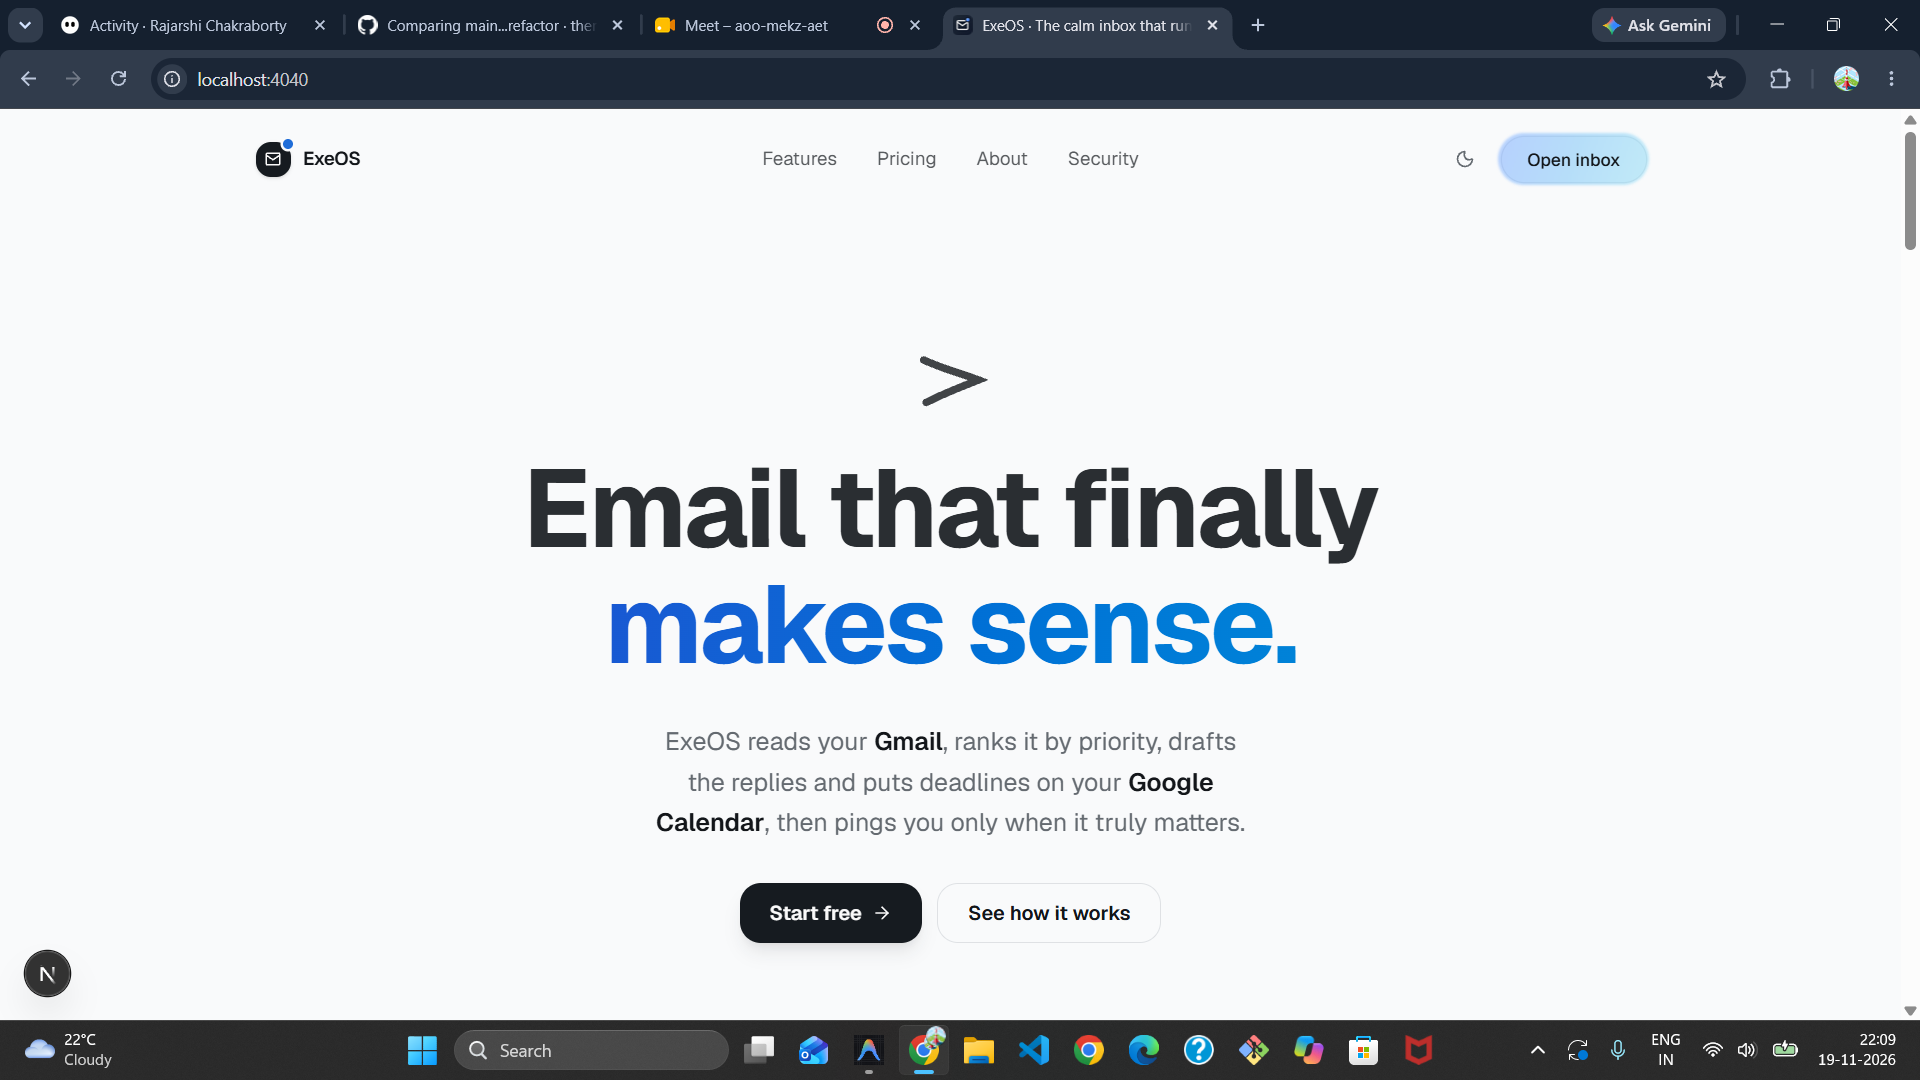 Activity · Rajarshi Chakraborty
Comparing main...refactor · the
Meet – aoo-mekz-aet
ExeOS · The calm inbox that run
Ask Gemini
localhost:4040
ExeOS
Features
Pricing
About
Security
Open inbox
Email that finally
makes sense.
ExeOS reads your Gmail, ranks it by priority, drafts
the replies and puts deadlines on your Google
Calendar, then pings you only when it truly matters.
Start free
See how it works
N
22°C
Cloudy
Search
ENG
IN
22:09
19-11-2026